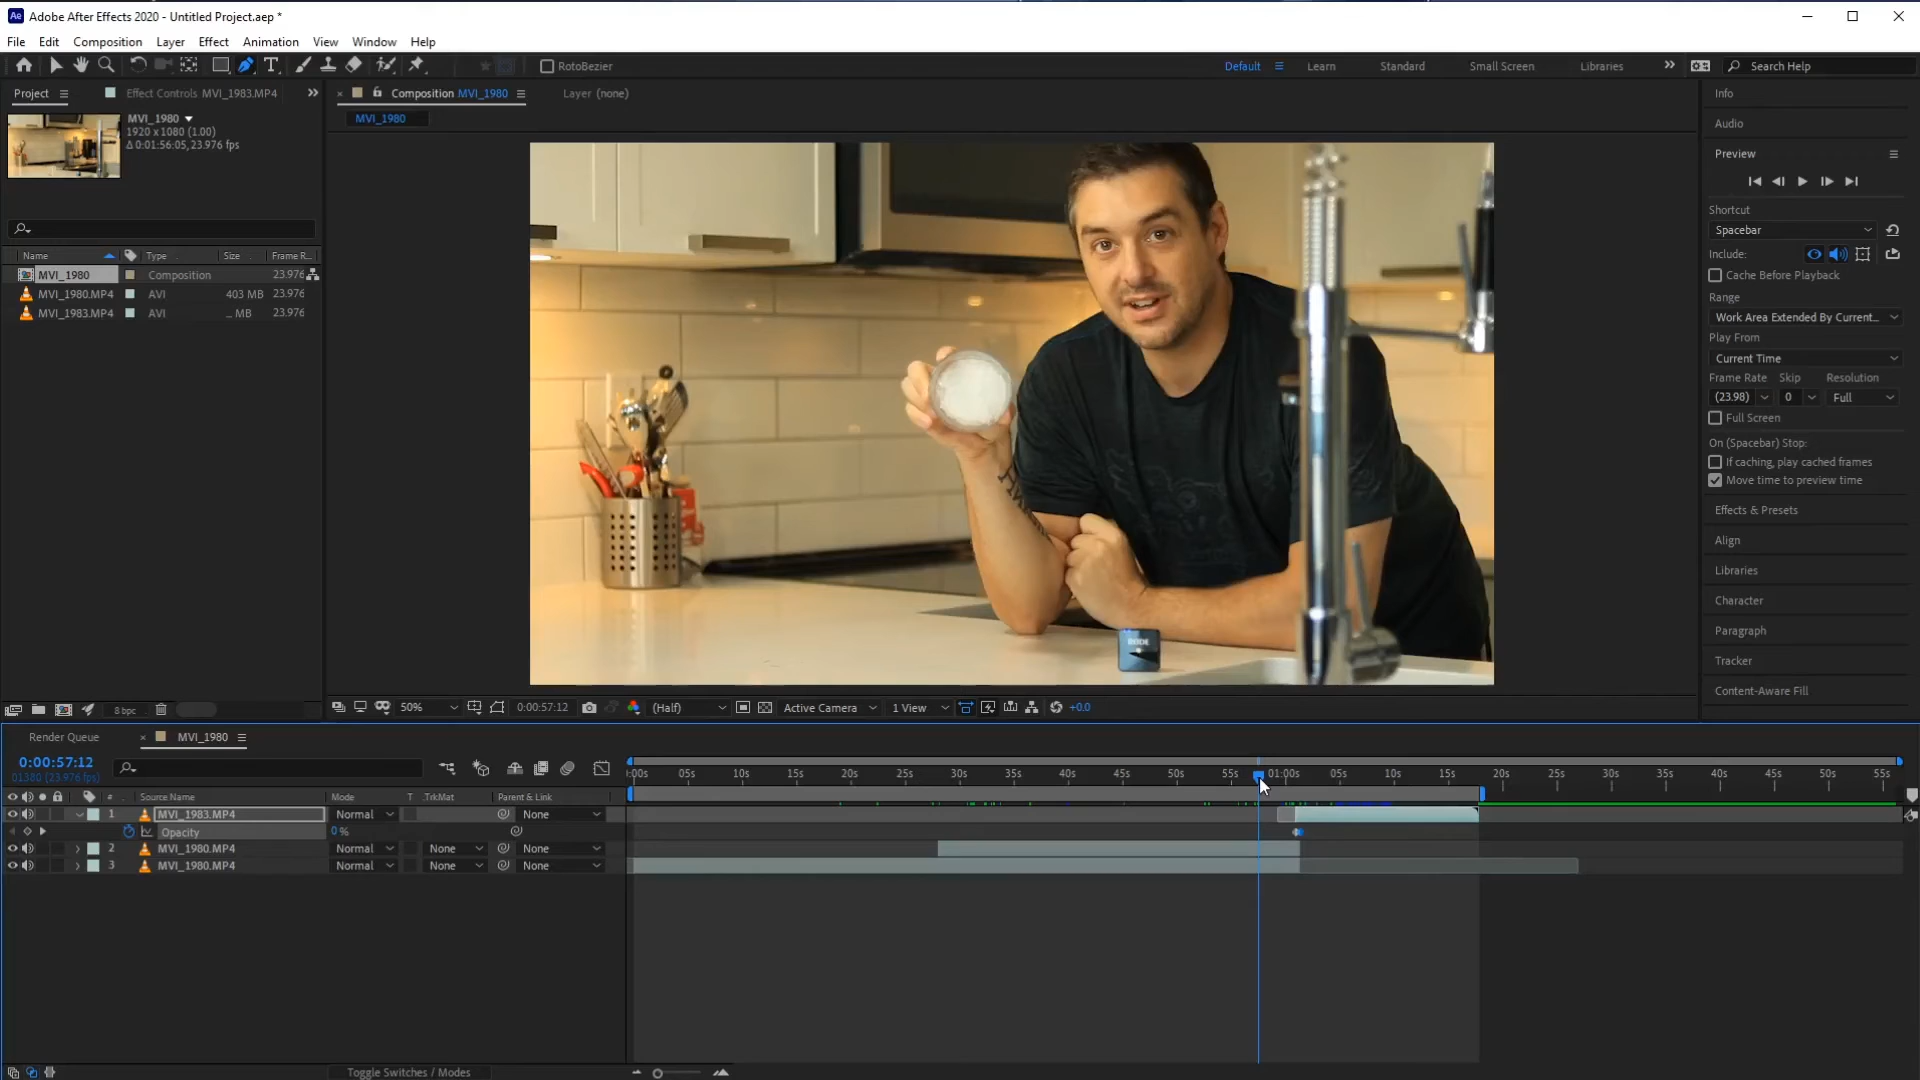 Adobe After Effects 2020 - Untitled Project.aep *
File Edit Composition Layer Effect Animation View Window Help
RotoBezier Default Learn Standard Small Screen Libraries Search Help
Project Effect Controls MVI_1983.MP4 Composition MVI_1980 Layer (none)
MVI_1980
MVI_1980
1920 x 1080 (1.00)
Δ 0:01:56:05, 23.976 fps
Name Type Size Frame R...
MVI_1980 Composition 23.976
MVI_1980.MP4 AVI 403 MB 23.976
MVI_1983.MP4 AVI ... MB 23.976
RODE
Info
Audio
Preview
Shortcut
Spacebar
Include:
Cache Before Playback
Range
Work Area Extended By Current...
Play From
Current Time
Frame Rate Skip Resolution
(23.98) 0 Full
Full Screen
On (Spacebar) Stop:
If caching, play cached frames
Move time to preview time
Effects & Presets
Align
Libraries
Character
Paragraph
Tracker
Content-Aware Fill
8 bpc 50% 0:00:57:12 (Half) Active Camera 1 View +0.0
Render Queue MVI_1980
0:00:57:12
01380 (23.976 fps)
:00s 05s 10s 15s 20s 25s 30s 35s 40s 45s 50s 55s 01:00s 05s 10s 15s 20s 25s 30s 35s 40s 45s 50s 55s
# Source Name Mode T .TrkMat Parent & Link
1 MVI_1983.MP4 Normal None
Opacity 0 %
2 MVI_1980.MP4 Normal None None
3 MVI_1980.MP4 Normal None None
Toggle Switches / Modes